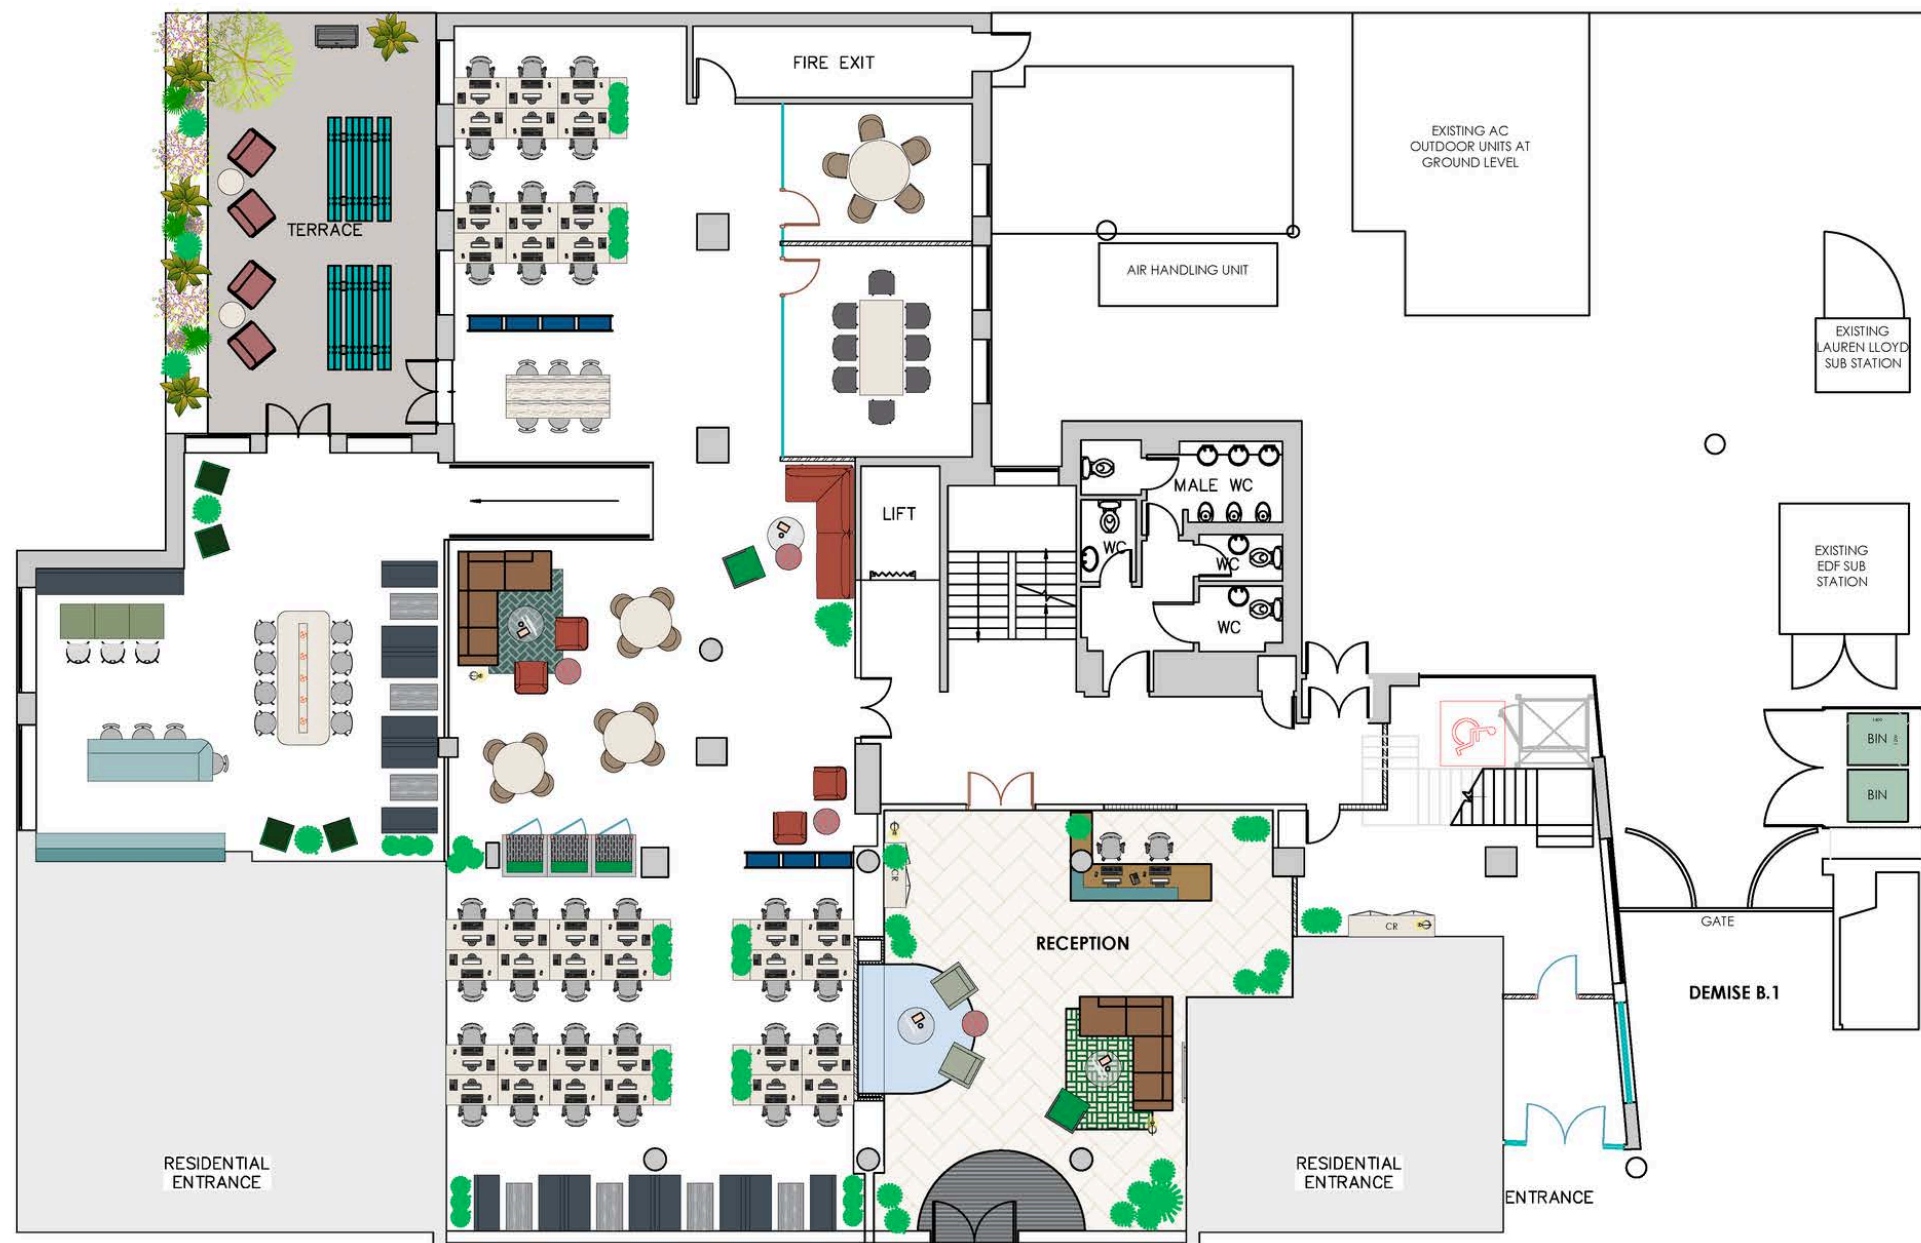 FIRE EXIT
EXISTING AC
OUTDOOR UNITS AT
GROUND LEVEL
TERRACE
AIR HANDLING UNIT
EXISTING
LAUREN LLOYD
SUB STATION
LIFT
MALE WC
WC
WC
WC
EXISTING
EDF SUB
STATION
BIN
BIN
CR
CR
GATE
RECEPTION
DEMISE B.1
RESIDENTIAL
ENTRANCE
RESIDENTIAL
ENTRANCE
ENTRANCE